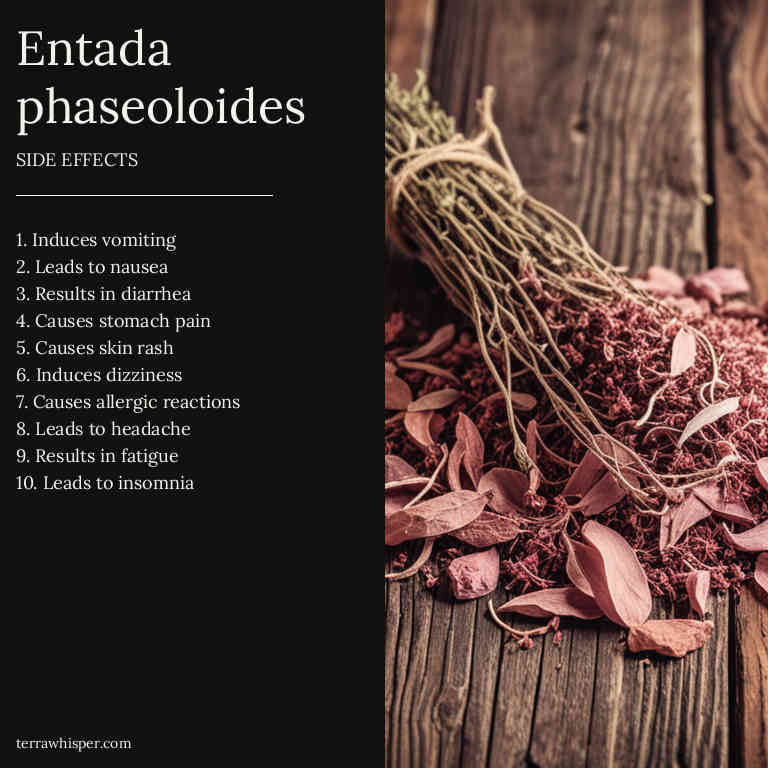 Entada
phaseoloides
SIDE EFFECTS
1. Induces vomiting
2. Leads to nausea
3. Results in diarrhea
4. Causes stomach pain
5. Causes skin rash
6. Induces dizziness
7. Causes allergic reactions
8. Leads to headache
9. Results in fatigue
10. Leads to insomnia
terrawhisper.com